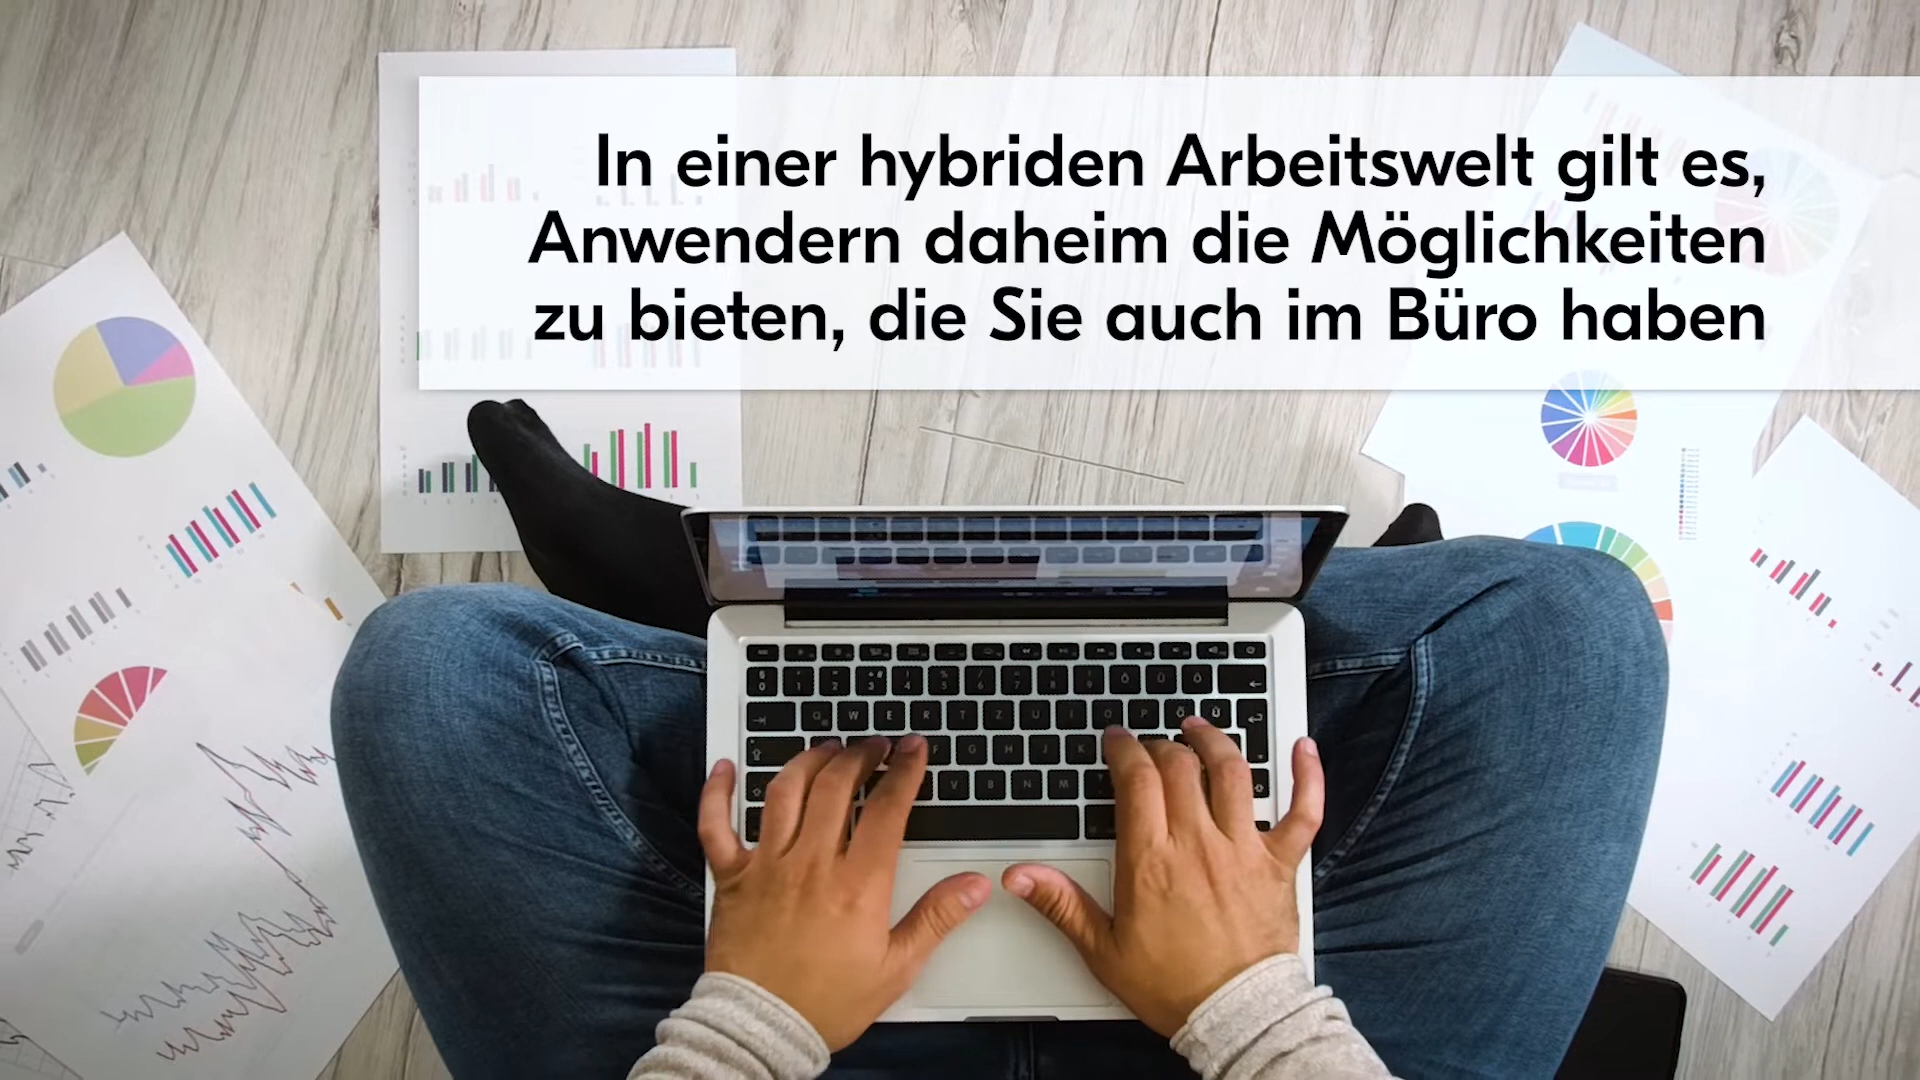 In einer hybriden Arbeitswelt gilt es,
Anwendern daheim die Möglichkeiten
zu bieten, die Sie auch im Büro haben